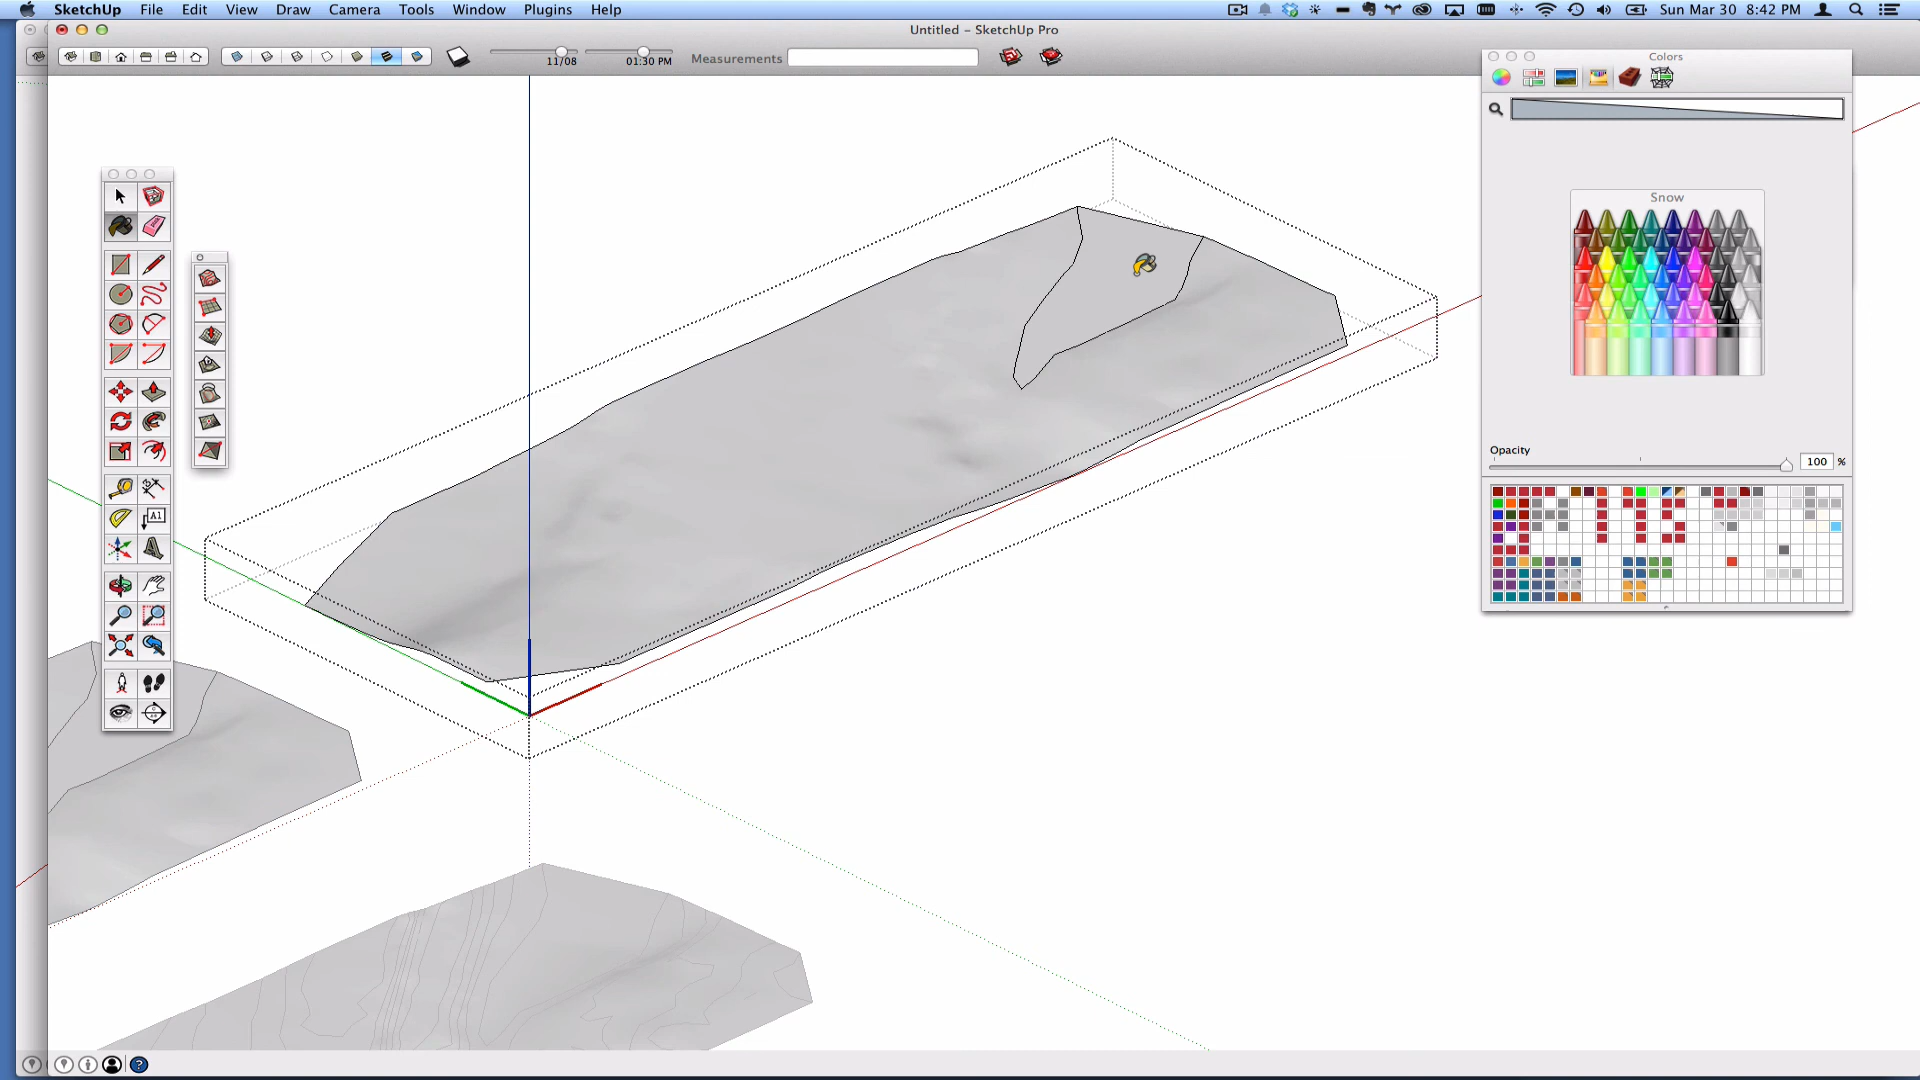 SketchUp File Edit View Draw Camera Tools Window Plugins Help Sun Mar 30 8:42 PM
Untitled - SketchUp Pro
11/08 01:30 PM Measurements
Colors
Snow
A1
Opacity
100 %